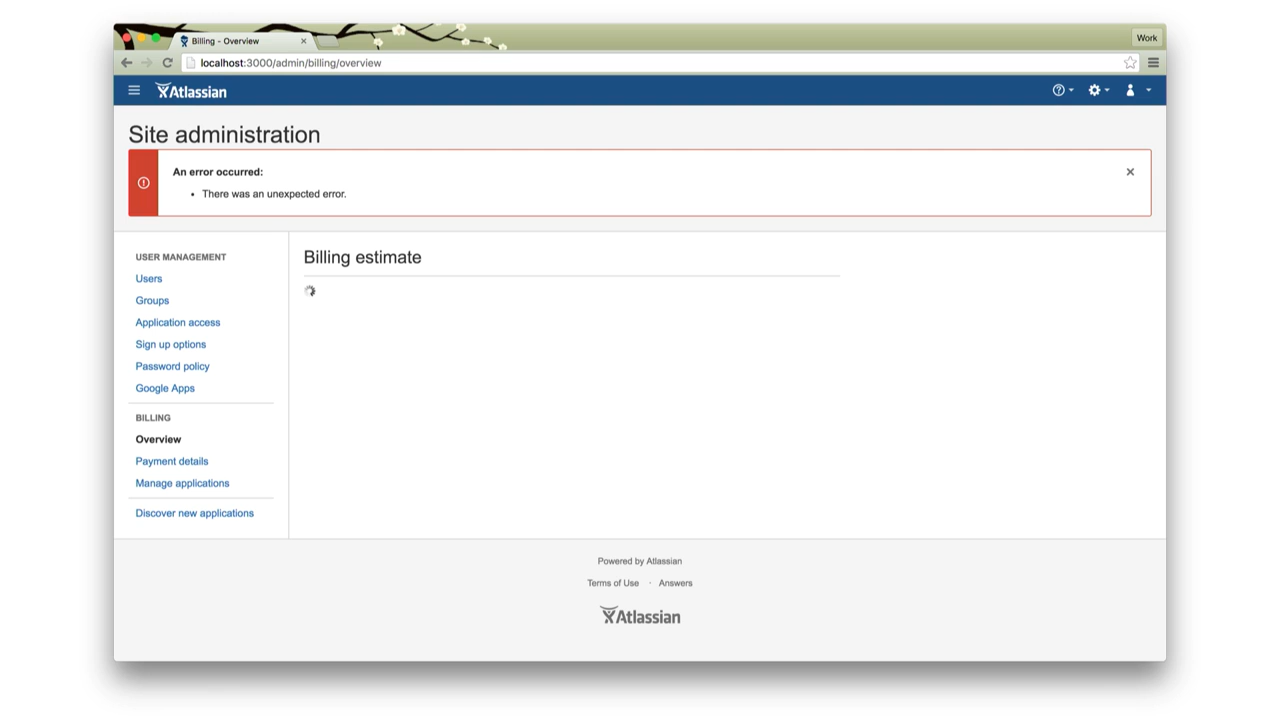 Billing - Overview
Work
localhost:3000/admin/billing/overview
Atlassian
Site administration
An error occurred:
• There was an unexpected error.
USER MANAGEMENT
Users
Groups
Application access
Sign up options
Password policy
Google Apps
BILLING
Overview
Payment details
Manage applications
Discover new applications
Billing estimate
Powered by Atlassian
Terms of Use · Answers
Atlassian